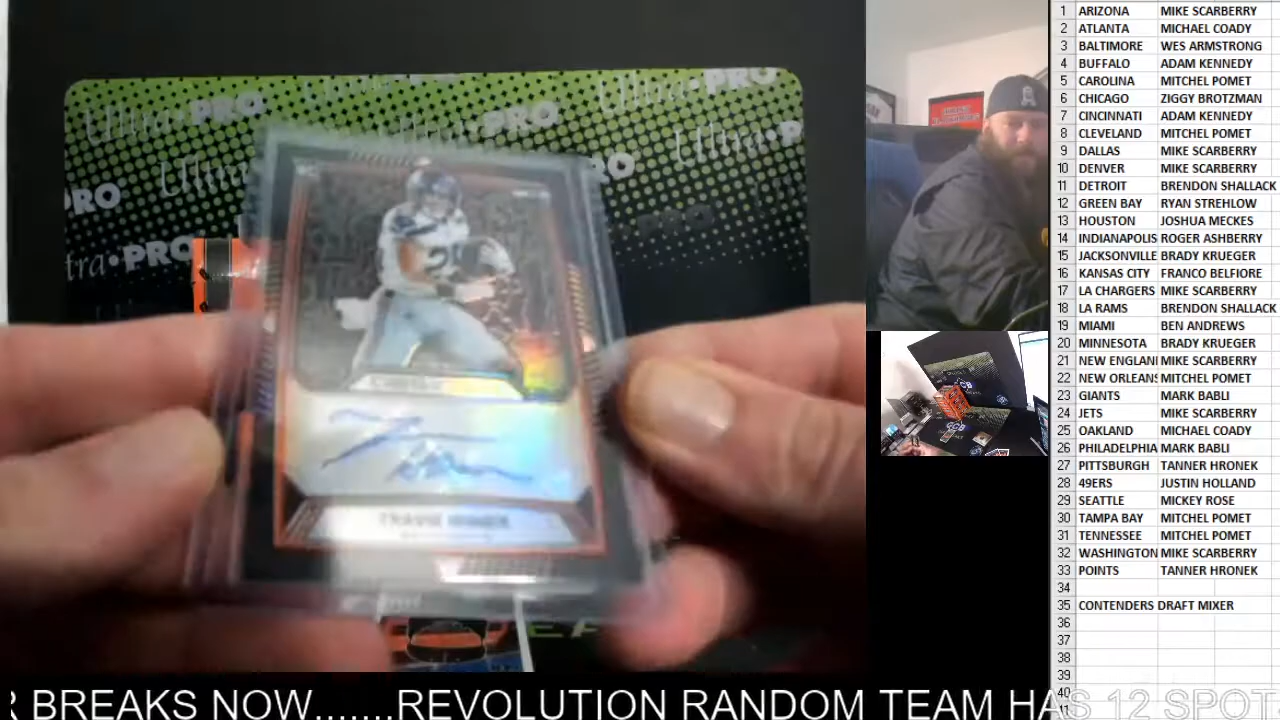 Ultra·PRO
Ultra·PRO
PRO
tra·PRO
1 ARIZONA MIKE SCARBERRY
2 ATLANTA MICHAEL COADY
3 BALTIMORE WES ARMSTRONG
4 BUFFALO ADAM KENNEDY
5 CAROLINA MITCHEL POMET
6 CHICAGO ZIGGY BROTZMAN
7 CINCINNATI ADAM KENNEDY
8 CLEVELAND MITCHEL POMET
9 DALLAS MIKE SCARBERRY
10 DENVER MIKE SCARBERRY
11 DETROIT BRENDON SHALLACK
12 GREEN BAY RYAN STREHLOW
13 HOUSTON JOSHUA MECKES
14 INDIANAPOLIS ROGER ASHBERRY
15 JACKSONVILLE BRADY KRUEGER
16 KANSAS CITY FRANCO BELFIORE
17 LA CHARGERS MIKE SCARBERRY
18 LA RAMS BRENDON SHALLACK
19 MIAMI BEN ANDREWS
20 MINNESOTA BRADY KRUEGER
21 NEW ENGLAN MIKE SCARBERRY
22 NEW ORLEANS MITCHEL POMET
23 GIANTS MARK BABLI
24 JETS MIKE SCARBERRY
25 OAKLAND MICHAEL COADY
26 PHILADELPHIA MARK BABLI
27 PITTSBURGH TANNER HRONEK
28 49ERS JUSTIN HOLLAND
29 SEATTLE MICKEY ROSE
30 TAMPA BAY MITCHEL POMET
31 TENNESSEE MITCHEL POMET
32 WASHINGTON MIKE SCARBERRY
33 POINTS TANNER HRONEK
34
35 CONTENDERS DRAFT MIXER
36
37
38
39
40
R BREAKS NOW.......REVOLUTION RANDOM TEAM HAS 12 SPOT